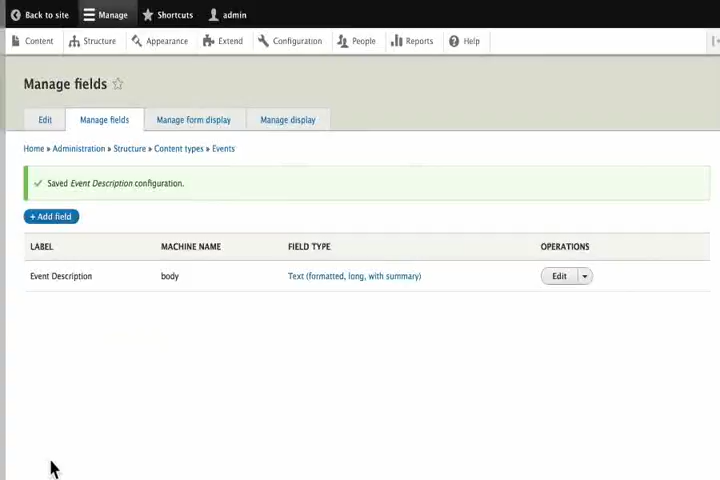 Back to site Manage Shortcuts admin
Content Structure Appearance Extend Configuration People Reports Help
Manage fields
Edit Manage fields Manage form display Manage display
Home » Administration » Structure » Content types » Events
Saved Event Description configuration.
+ Add field
LABEL MACHINE NAME FIELD TYPE OPERATIONS
Event Description body Text (formatted, long, with summary) Edit